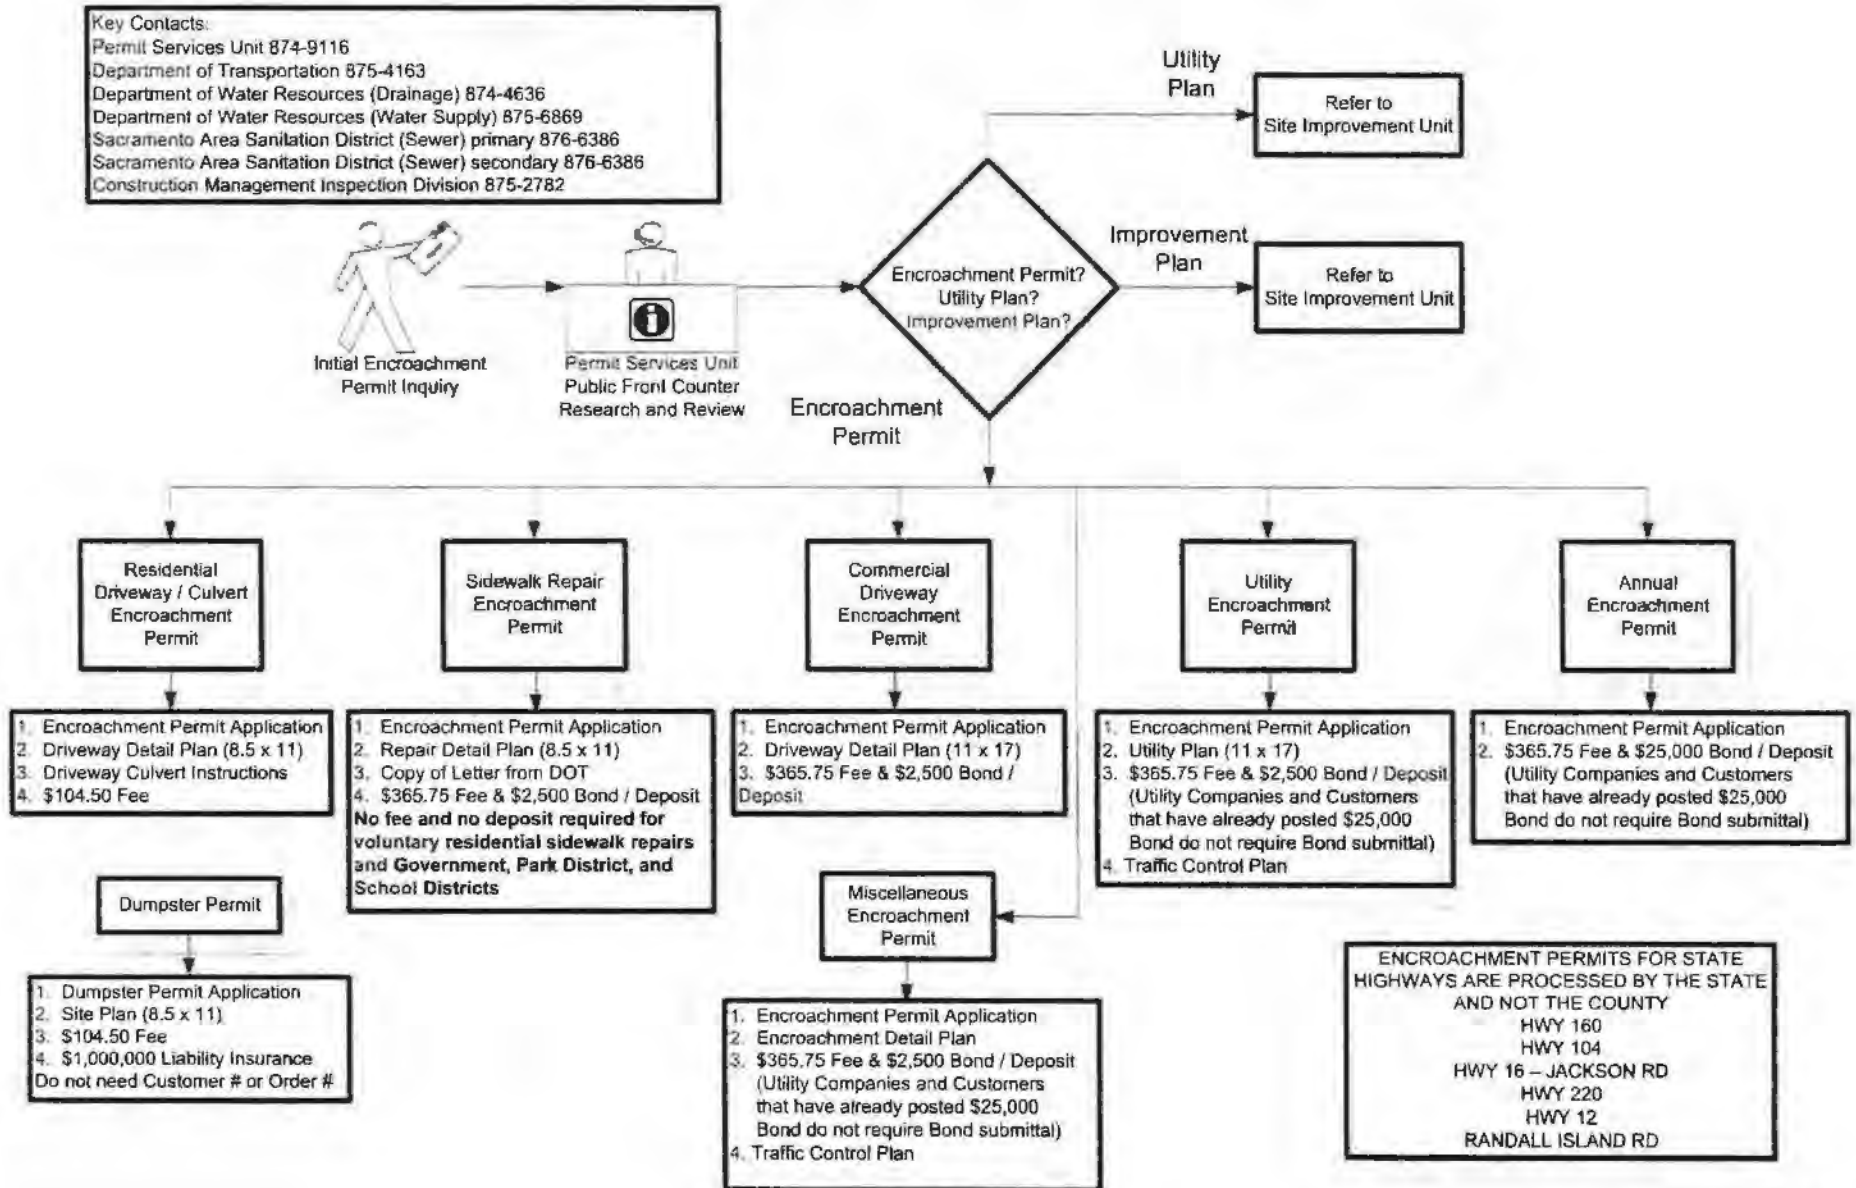 Key Contacts:
Permit Services Unit 874-9116
Department of Transportation 875-4163
Department of Water Resources (Drainage) 874-4636
Department of Water Resources (Water Supply) 875-6869
Sacramento Area Sanitation District (Sewer) primary 876-6386
Sacramento Area Sanitation District (Sewer) secondary 876-6386
Construction Management Inspection Division 875-2782
Utility
Plan
Refer to
Site Improvement Unit
Improvement
Plan
Refer to
Site Improvement Unit
Initial Encroachment
Permit Inquiry
Permit Services Unit
Public Front Counter
Research and Review
Encroachment Permit?
Utility Plan?
Improvement Plan?
Encroachment
Permit
Residential
Driveway / Culvert
Encroachment
Permit
1. Encroachment Permit Application
2. Driveway Detail Plan (8.5 x 11)
3. Driveway Culvert Instructions
4. $104.50 Fee
Sidewalk Repair
Encroachment
Permit
1. Encroachment Permit Application
2. Repair Detail Plan (8.5 x 11)
3. Copy of Letter from DOT
4. $365.75 Fee & $2,500 Bond / Deposit
No fee and no deposit required for
voluntary residential sidewalk repairs
and Government, Park District, and
School Districts
Commercial
Driveway
Encroachment
Permit
1. Encroachment Permit Application
2. Driveway Detail Plan (11 x 17)
3. $365.75 Fee & $2,500 Bond /
Deposit
Utility
Encroachment
Permit
1. Encroachment Permit Application
2. Utility Plan (11 x 17)
3. $365.75 Fee & $2,500 Bond / Deposit
(Utility Companies and Customers
that have already posted $25,000
Bond do not require Bond submittal)
4. Traffic Control Plan
Annual
Encroachment
Permit
1. Encroachment Permit Application
2. $365.75 Fee & $25,000 Bond / Deposit
(Utility Companies and Customers
that have already posted $25,000
Bond do not require Bond submittal)
Dumpster Permit
1. Dumpster Permit Application
2. Site Plan (8.5 x 11)
3. $104.50 Fee
4. $1,000,000 Liability Insurance
Do not need Customer # or Order #
Miscellaneous
Encroachment
Permit
1. Encroachment Permit Application
2. Encroachment Detail Plan
3. $365.75 Fee & $2,500 Bond / Deposit
(Utility Companies and Customers
that have already posted $25,000
Bond do not require Bond submittal)
4. Traffic Control Plan
ENCROACHMENT PERMITS FOR STATE
HIGHWAYS ARE PROCESSED BY THE STATE
AND NOT THE COUNTY
HWY 160
HWY 104
HWY 16 – JACKSON RD
HWY 220
HWY 12
RANDALL ISLAND RD